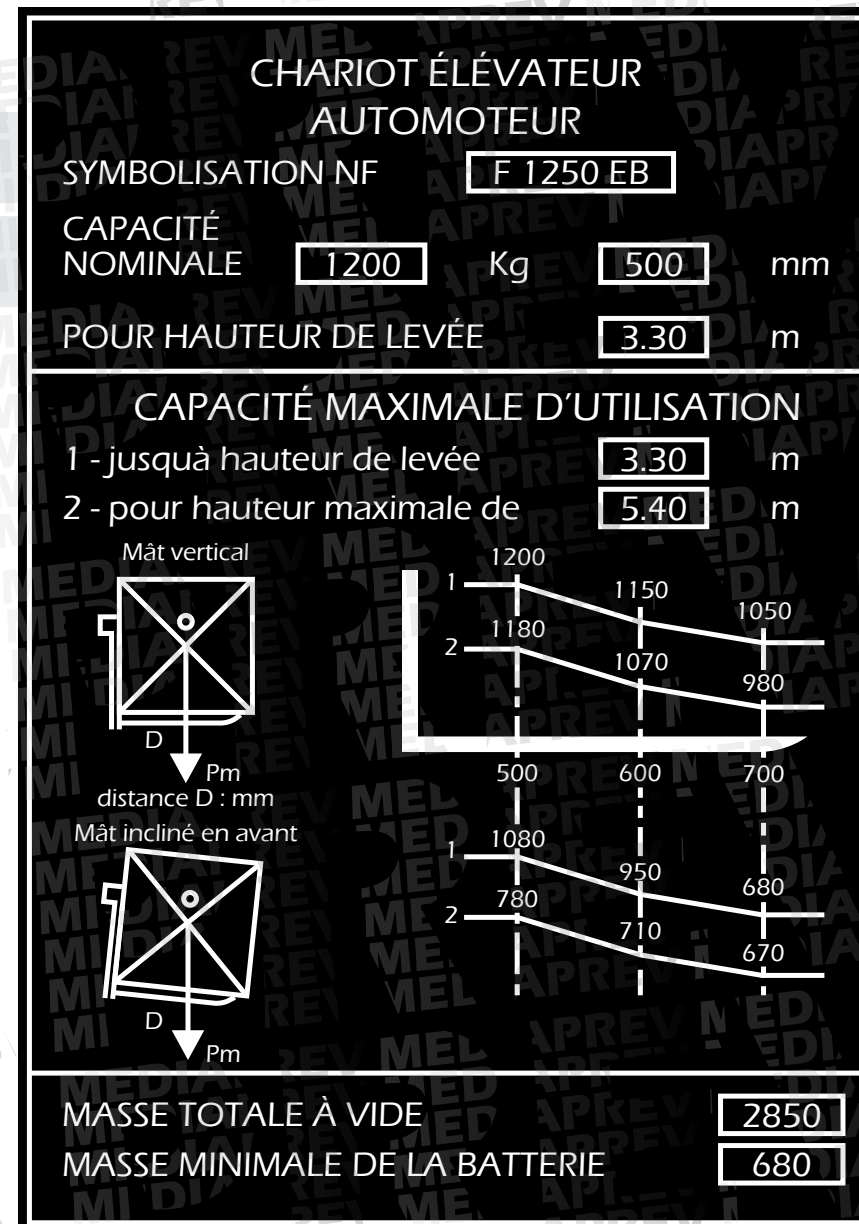 CHARIOT ÉLÉVATEUR
AUTOMOTEUR
SYMBOLISATION NF F 1250 EB
CAPACITÉ
NOMINALE 1200 Kg 500 mm
POUR HAUTEUR DE LEVÉE 3.30 m
CAPACITÉ MAXIMALE D'UTILISATION
1 - jusquà hauteur de levée 3.30 m
2 - pour hauteur maximale de 5.40 m
Mât vertical
D
Pm
distance D : mm
1200
1 1150 1050
1180
2 1070 980
500 600 700
Mât incliné en avant
D
Pm
1080
1 950 680
780
2 710 670
MASSE TOTALE À VIDE 2850
MASSE MINIMALE DE LA BATTERIE 680